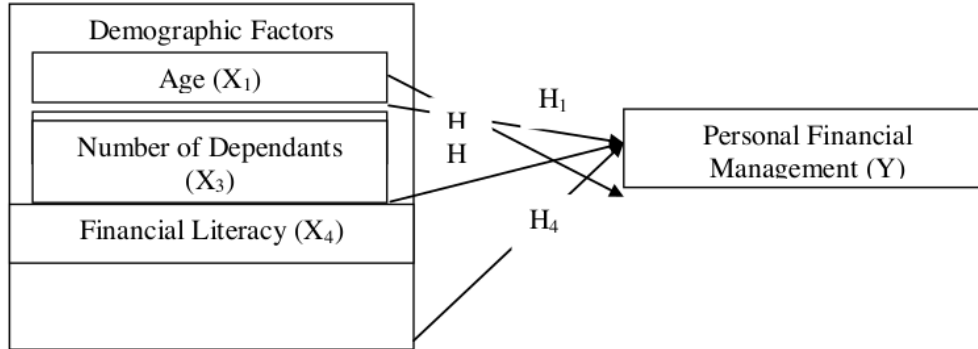 Demographic Factors
Age (X₁)
H₁
H
H
Number of Dependants
(X₃)
Personal Financial
Management (Y)
Financial Literacy (X₄)
H₄